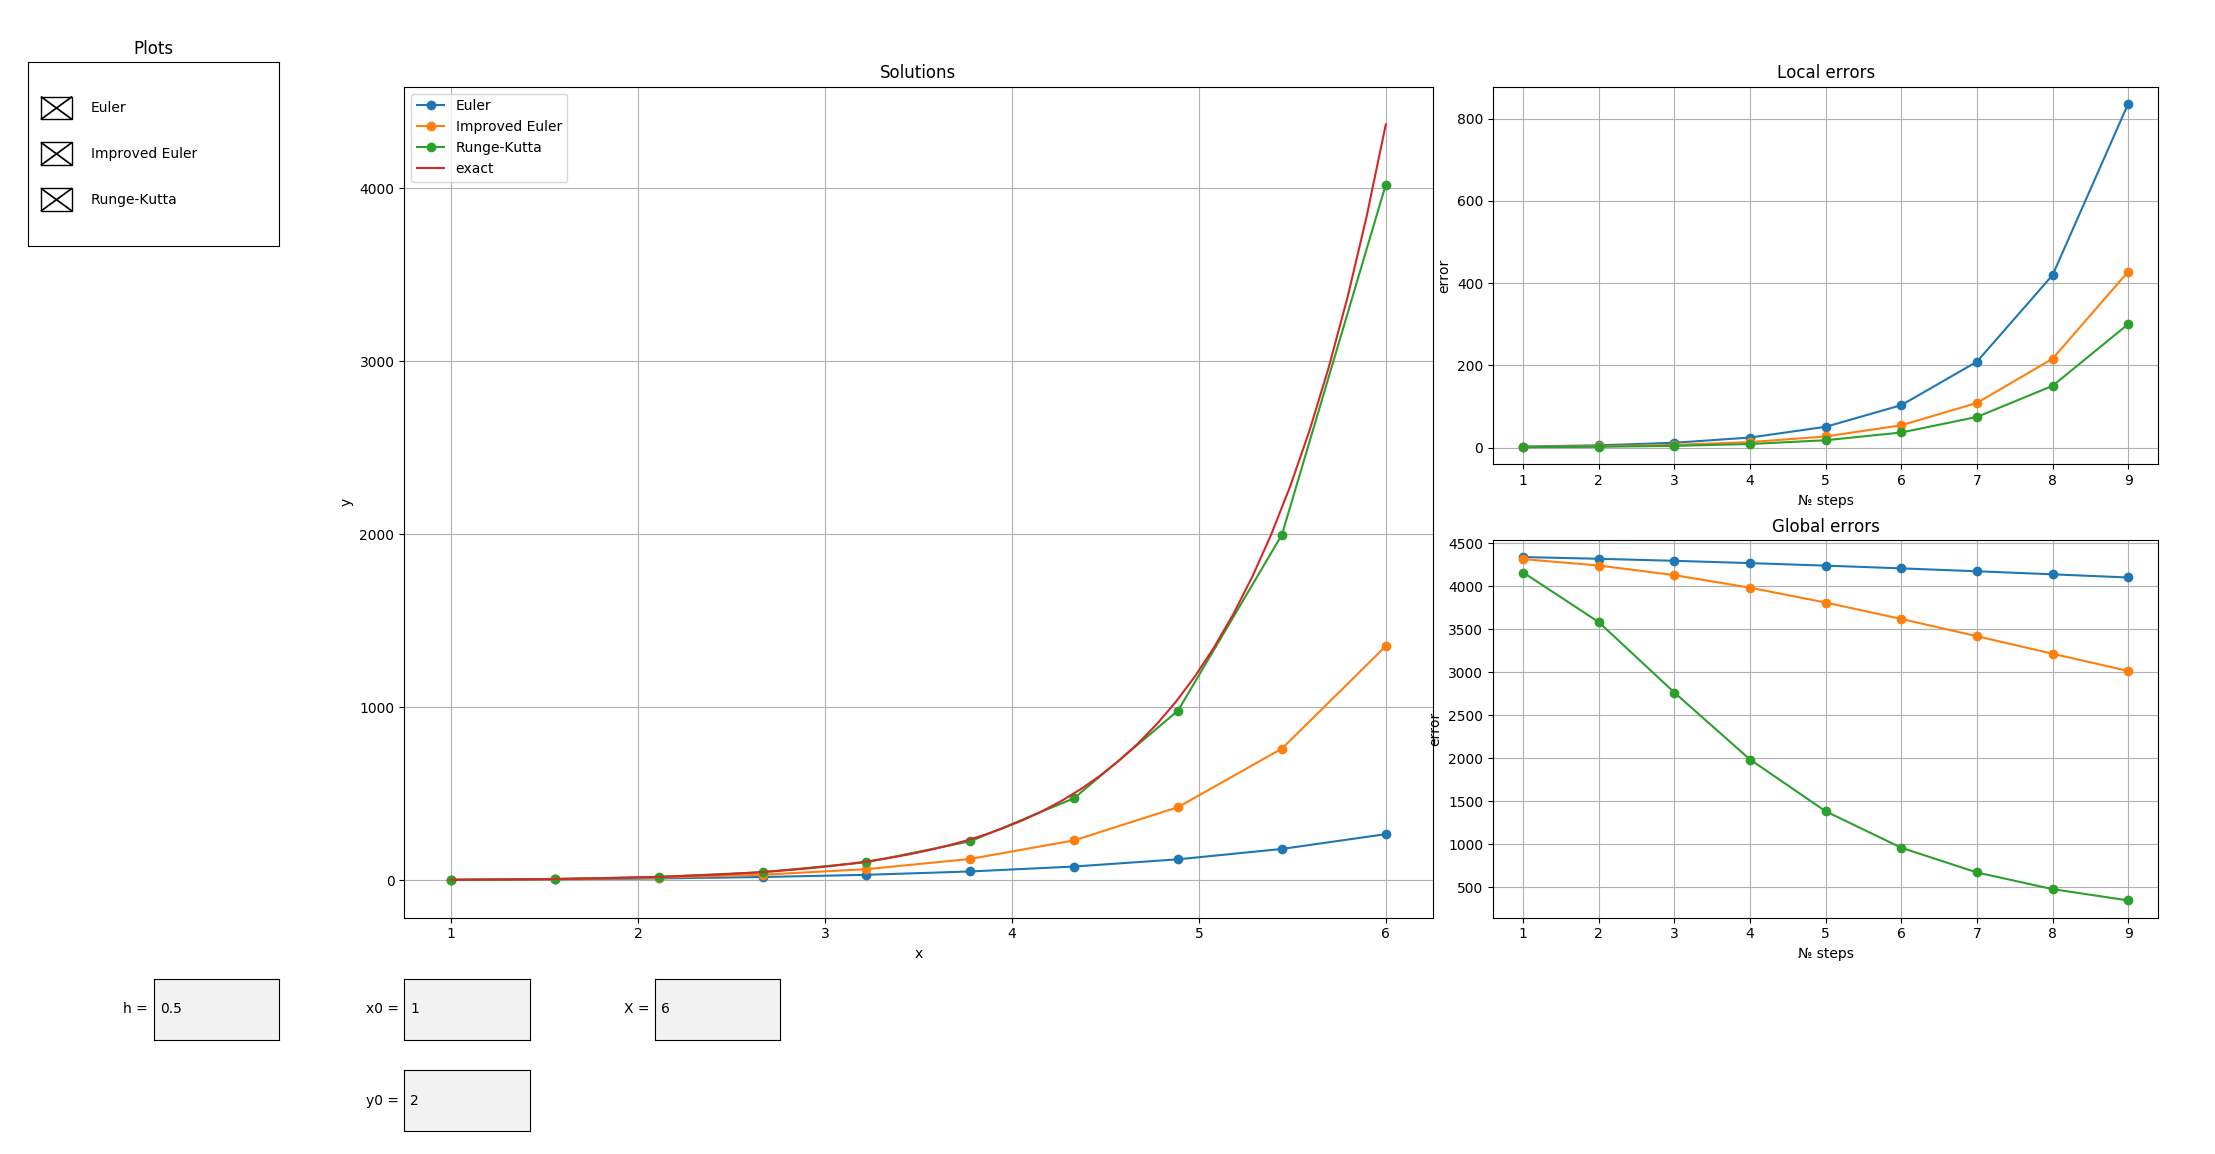 Plots
Euler
Improved Euler
Runge-Kutta
Solutions
Euler
Improved Euler
Runge-Kutta
exact
4000
3000
2000
1000
0
y
1 2 3 4 5 6
x
Local errors
800
600
400
200
0
error
1 2 3 4 5 6 7 8 9
№ steps
Global errors
4500
4000
3500
3000
2500
2000
1500
1000
500
error
1 2 3 4 5 6 7 8 9
№ steps
h = 0.5
x0 = 1
X = 6
y0 = 2